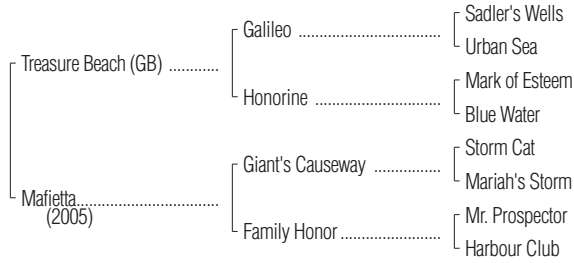 Sadler's Wells
Galileo ..................................
Urban Sea
Treasure Beach (GB) ............
Mark of Esteem
Honorine ...............................
Blue Water
Storm Cat
Giant's Causeway ................
Mariah's Storm
Mafietta..................................
(2005)
Mr. Prospector
Family Honor ........................
Harbour Club